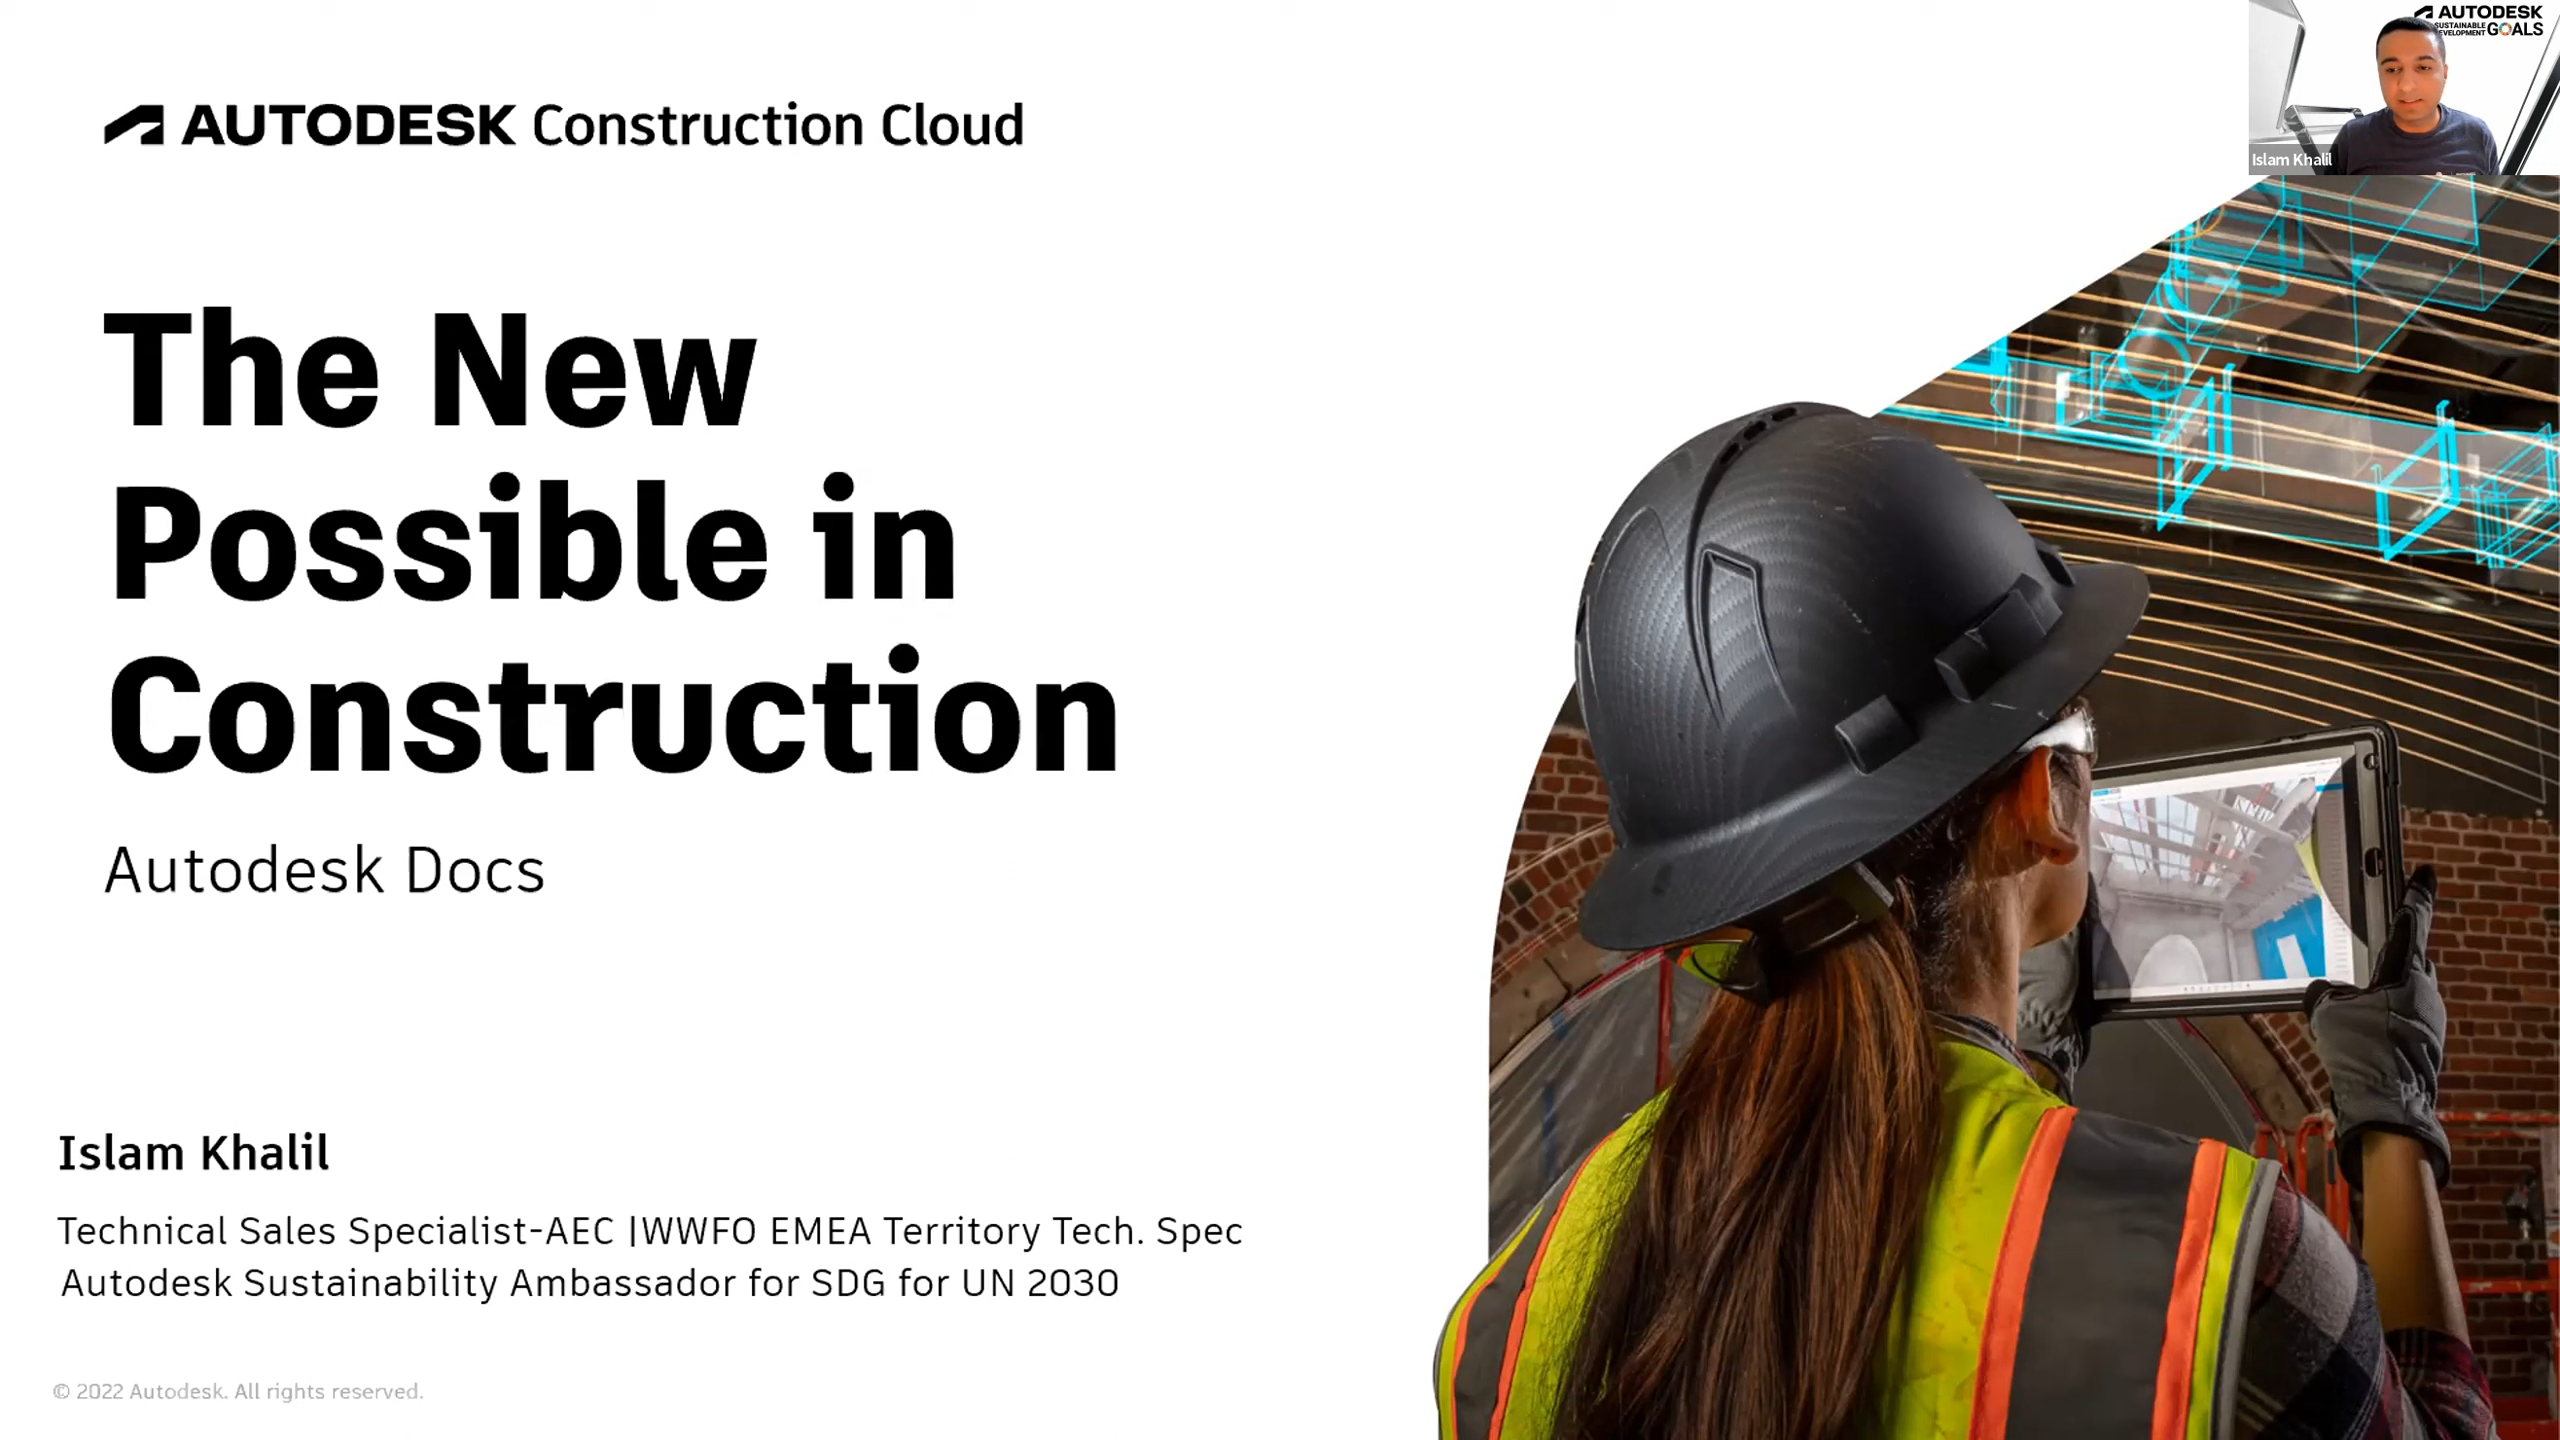 AUTODESK Construction Cloud
AUTODESK
SUSTAINABLE
GOALS
Islam Khalil
The New
Possible in
Construction
Autodesk Docs
Islam Khalil
Technical Sales Specialist-AEC |WWFO EMEA Territory Tech. Spec
Autodesk Sustainability Ambassador for SDG for UN 2030
© 2022 Autodesk. All rights reserved.